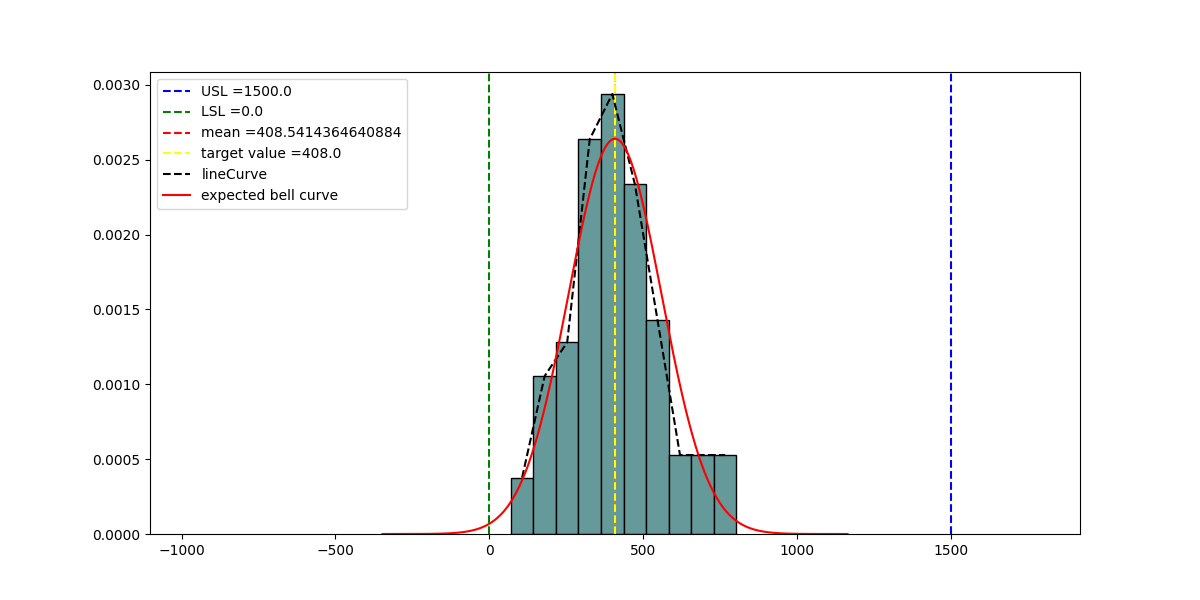 0.0030
0.0025
0.0020
0.0015
0.0010
0.0005
0.0000
USL =1500.0
LSL =0.0
mean =408.5414364640884
target value =408.0
lineCurve
expected bell curve
−1000 −500 0 500 1000 1500